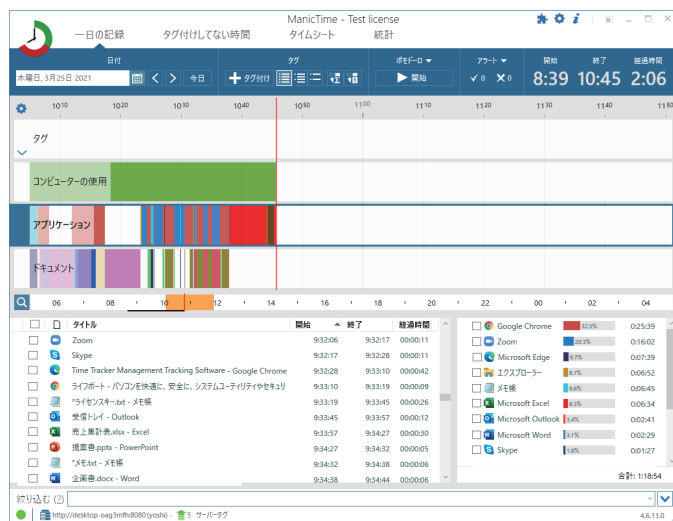 ManicTime - Test license
一日の記録 タグ付けしてない時間 タイムシート 統計
日付 タグ ポモドーロ アラート 開始 終了 経過時間
木曜日, 3月25日 2021 今日 タグ付け 開始 0 0 8:39 10:45 2:06
10:10 10:20 10:30 10:40 10:50 11:00 11:10 11:20 11:30 11:40 11:50
タグ
コンピューターの使用
アプリケーション
ドキュメント
06 08 10 12 14 16 18 20 22 00 02 04
タイトル 開始 終了 経過時間
Zoom 9:32:06 9:32:17 00:00:11
Skype 9:32:17 9:32:28 00:00:11
Time Tracker Management Tracking Software - Google Chrome 9:32:28 9:33:10 00:00:42
ライフボート - パソコンを快適に、安全に、システムユーティリティやセキュリ 9:33:10 9:33:19 00:00:09
*ライセンスキー.txt - メモ帳 9:33:19 9:33:45 00:00:26
受信トレイ - Outlook 9:33:45 9:33:57 00:00:12
売上集計表.xlsx - Excel 9:33:57 9:34:27 00:00:30
提案書.pptx - PowerPoint 9:34:27 9:34:32 00:00:05
*メモ.txt - メモ帳 9:34:32 9:34:38 00:00:06
企画書.docx - Word 9:34:38 9:34:44 00:00:06
Google Chrome 32.5% 0:25:39
Zoom 20.3% 0:16:02
Microsoft Edge 9.7% 0:07:39
エクスプローラー 8.7% 0:06:52
メモ帳 8.6% 0:06:45
Microsoft Excel 8.3% 0:06:34
Microsoft Outlook 3.4% 0:02:41
Microsoft Word 3.1% 0:02:29
Skype 1.8% 0:01:27
合計: 1:18:54
絞り込む (?)
http://desktop-oag3mfh:8080 (yoshi) - 5 サーバータグ 4.6.13.0